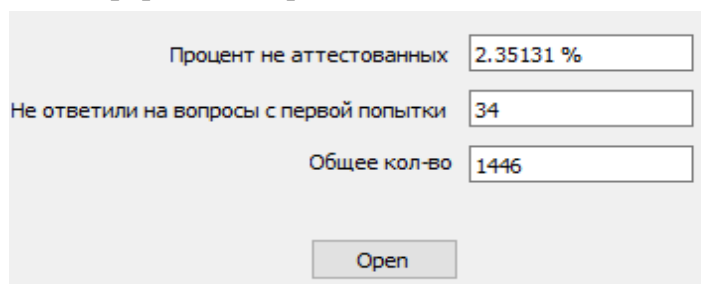 Процент не аттестованных 2.35131 %
Не ответили на вопросы с первой попытки 34
Общее кол-во 1446
Open